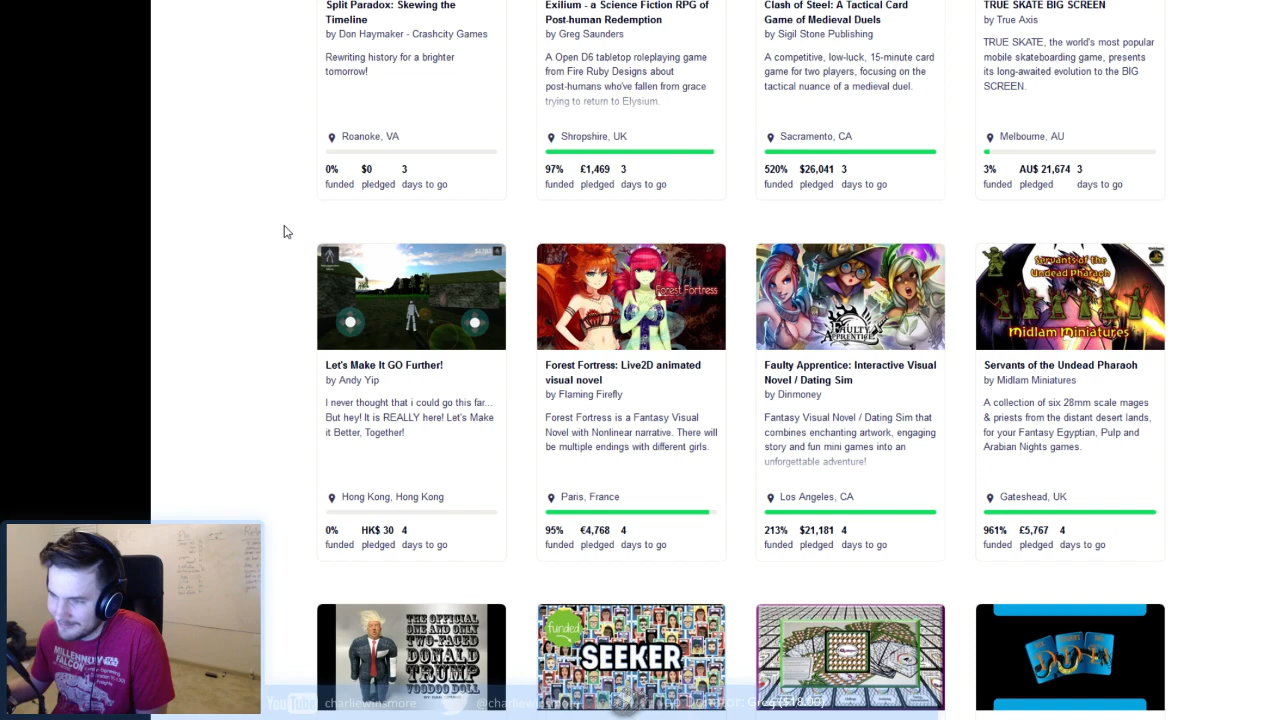 Split Paradox: Skewing the
Timeline
by Don Haymaker - Crashcity Games
Rewriting history for a brighter
tomorrow!
Roanoke, VA
0% $0 3
funded pledged days to go
Exilium - a Science Fiction RPG of
Post-human Redemption
by Greg Saunders
A Open D6 tabletop roleplaying game
from Fire Ruby Designs about
post-humans who've fallen from grace
trying to return to Elysium.
Shropshire, UK
97% £1,469 3
funded pledged days to go
Clash of Steel: A Tactical Card
Game of Medieval Duels
by Sigil Stone Publishing
A competitive, low-luck, 15-minute card
game for two players, focusing on the
tactical nuance of a medieval duel.
Sacramento, CA
520% $26,041 3
funded pledged days to go
TRUE SKATE BIG SCREEN
by True Axis
TRUE SKATE, the world's most popular
mobile skateboarding game, presents
its long-awaited evolution to the BIG
SCREEN.
Melbourne, AU
3% AU$ 21,674 3
funded pledged days to go
Let's Make It GO Further!
by Andy Yip
I never thought that i could go this far...
But hey! It is REALLY here! Let's Make
it Better, Together!
Hong Kong, Hong Kong
0% HK$ 30 4
funded pledged days to go
Forest Fortress
Forest Fortress: Live2D animated
visual novel
by Flaming Firefly
Forest Fortress is a Fantasy Visual
Novel with Nonlinear narrative. There will
be multiple endings with different girls.
Paris, France
95% €4,768 4
funded pledged days to go
FAULTY
APPRENTICE
Faulty Apprentice: Interactive Visual
Novel / Dating Sim
by Dinmoney
Fantasy Visual Novel / Dating Sim that
combines enchanting artwork, engaging
story and fun mini games into an
unforgettable adventure!
Los Angeles, CA
213% $21,181 4
funded pledged days to go
Servants of the
Undead Pharaoh
Midlam Miniatures
Servants of the Undead Pharaoh
by Midlam Miniatures
A collection of six 28mm scale mages
& priests from the distant desert lands,
for your Fantasy Egyptian, Pulp and
Arabian Nights games.
Gateshead, UK
961% £5,767 4
funded pledged days to go
THE OFFICIAL
ONE AND ONLY
TWO-FACED
DONALD
TRUMP
VOODOO DOLL
funded
SEEKER
MILLENNIUM
FALCON
YouTube charliewinsmore
@charliewinsmore
Top Donator: Greg ($18.00)